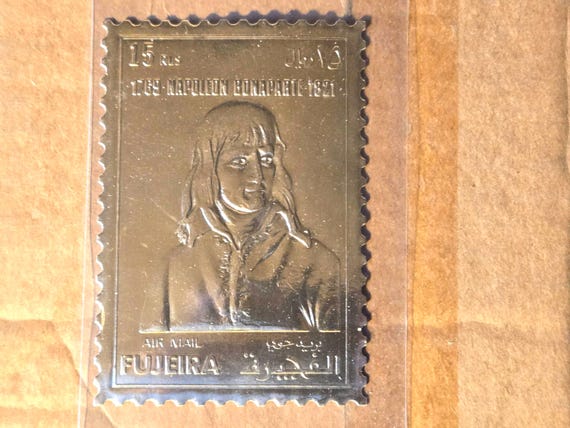 15 RLS ١٥ ريال
1769 · NAPOLEON BONAPARTE · 1821
AIR MAIL بريد جوي
FUJEIRA الفجيرة